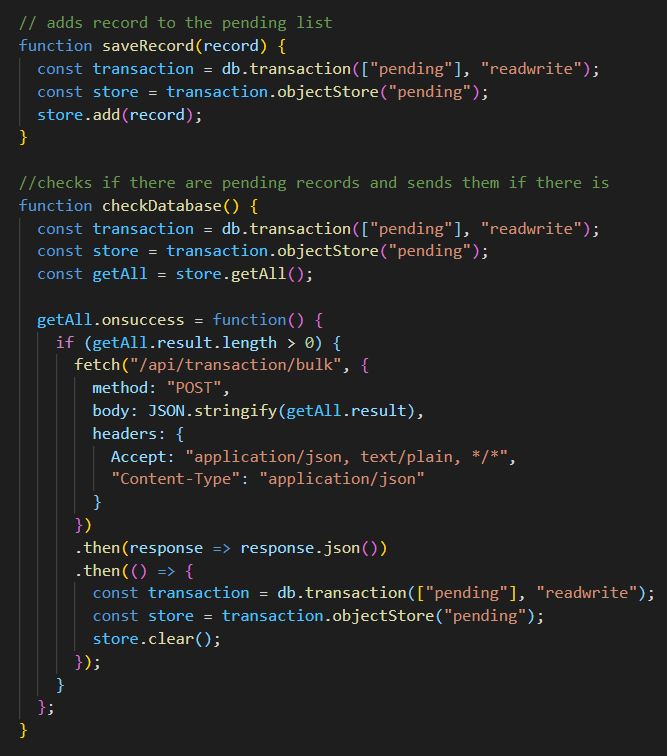 // adds record to the pending list
function saveRecord(record) {
  const transaction = db.transaction(["pending"], "readwrite");
  const store = transaction.objectStore("pending");
  store.add(record);
}

//checks if there are pending records and sends them if there is
function checkDatabase() {
  const transaction = db.transaction(["pending"], "readwrite");
  const store = transaction.objectStore("pending");
  const getAll = store.getAll();

  getAll.onsuccess = function() {
    if (getAll.result.length > 0) {
      fetch("/api/transaction/bulk", {
        method: "POST",
        body: JSON.stringify(getAll.result),
        headers: {
          Accept: "application/json, text/plain, */*",
          "Content-Type": "application/json"
        }
      })
      .then(response => response.json())
      .then(() => {
        const transaction = db.transaction(["pending"], "readwrite");
        const store = transaction.objectStore("pending");
        store.clear();
      });
    }
  };
}